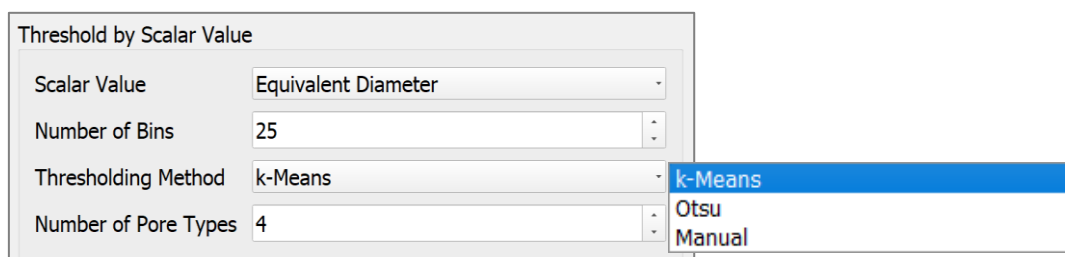 Threshold by Scalar Value
Scalar Value Equivalent Diameter
Number of Bins 25
Thresholding Method k-Means k-Means
Otsu
Number of Pore Types 4
Manual